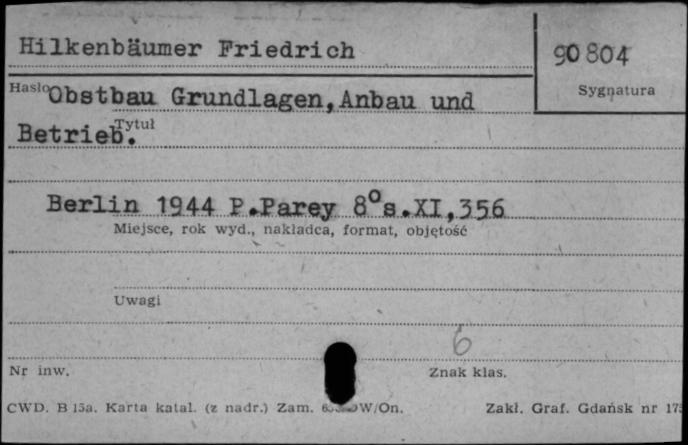 Hilkenbäumer Friedrich
90 804
Hasło
Sygnatura
Obstbau Grundlagen, Anbau und
Tytuł
Betrieb.
Berlin 1944 P.Parey 8° s.XI,356
Miejsce, rok wyd., nakładca, format, objętość
Uwagi
6
Nr inw.
Znak klas.
CWD. B 15a. Karta katal. (z nadr.) Zam. W/On.
Zakł. Graf. Gdańsk nr